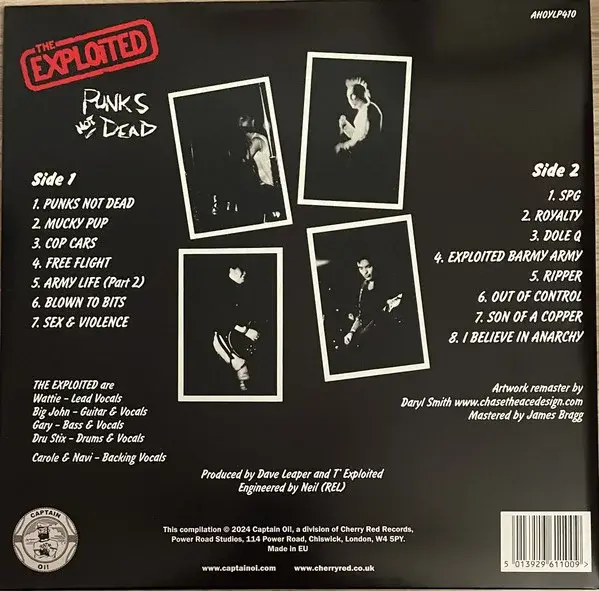 AHOYLP410
THE
EXPLOITED
PUNKS
NOT
DEAD
Side 1
1. PUNKS NOT DEAD
2. MUCKY PUP
3. COP CARS
4. FREE FLIGHT
5. ARMY LIFE (Part 2)
6. BLOWN TO BITS
7. SEX & VIOLENCE
Side 2
1. SPG
2. ROYALTY
3. DOLE Q
4. EXPLOITED BARMY ARMY
5. RIPPER
6. OUT OF CONTROL
7. SON OF A COPPER
8. I BELIEVE IN ANARCHY
THE EXPLOITED are
Wattie – Lead Vocals
Big John – Guitar & Vocals
Gary – Bass & Vocals
Dru Stix – Drums & Vocals
Carole & Navi – Backing Vocals
Artwork remaster by
Daryl Smith www.chasetheacedesign.com
Mastered by James Bragg
Produced by Dave Leaper and T' Exploited
Engineered by Neil (REL)
CAPTAIN
OI!
This compilation © 2024 Captain Oi!, a division of Cherry Red Records,
Power Road Studios, 114 Power Road, Chiswick, London, W4 5PY.
Made in EU
www.captainoi.com www.cherryred.co.uk
5 013929 611009